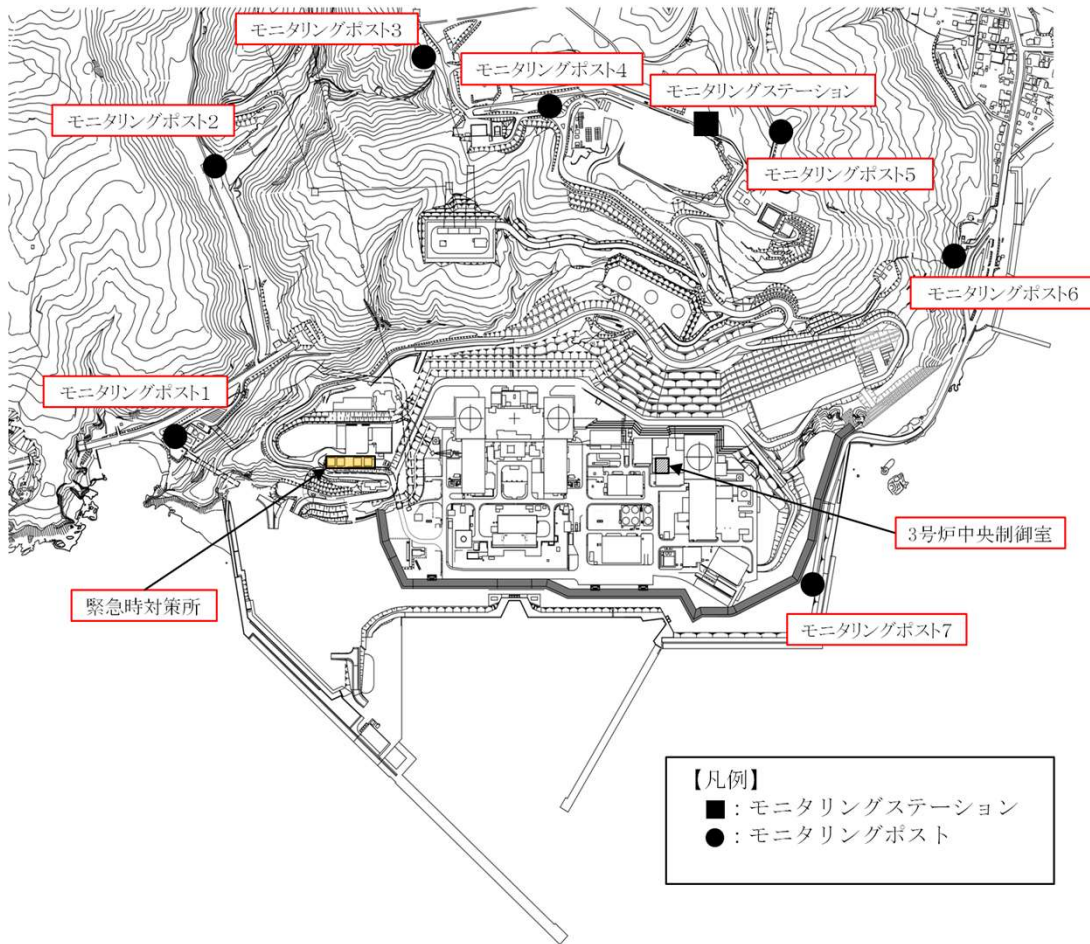 モニタリングポスト3
モニタリングポスト4
モニタリングステーション
モニタリングポスト2
モニタリングポスト5
モニタリングポスト6
モニタリングポスト1
3号炉中央制御室
緊急時対策所
モニタリングポスト7
【凡例】
■：モニタリングステーション
●：モニタリングポスト